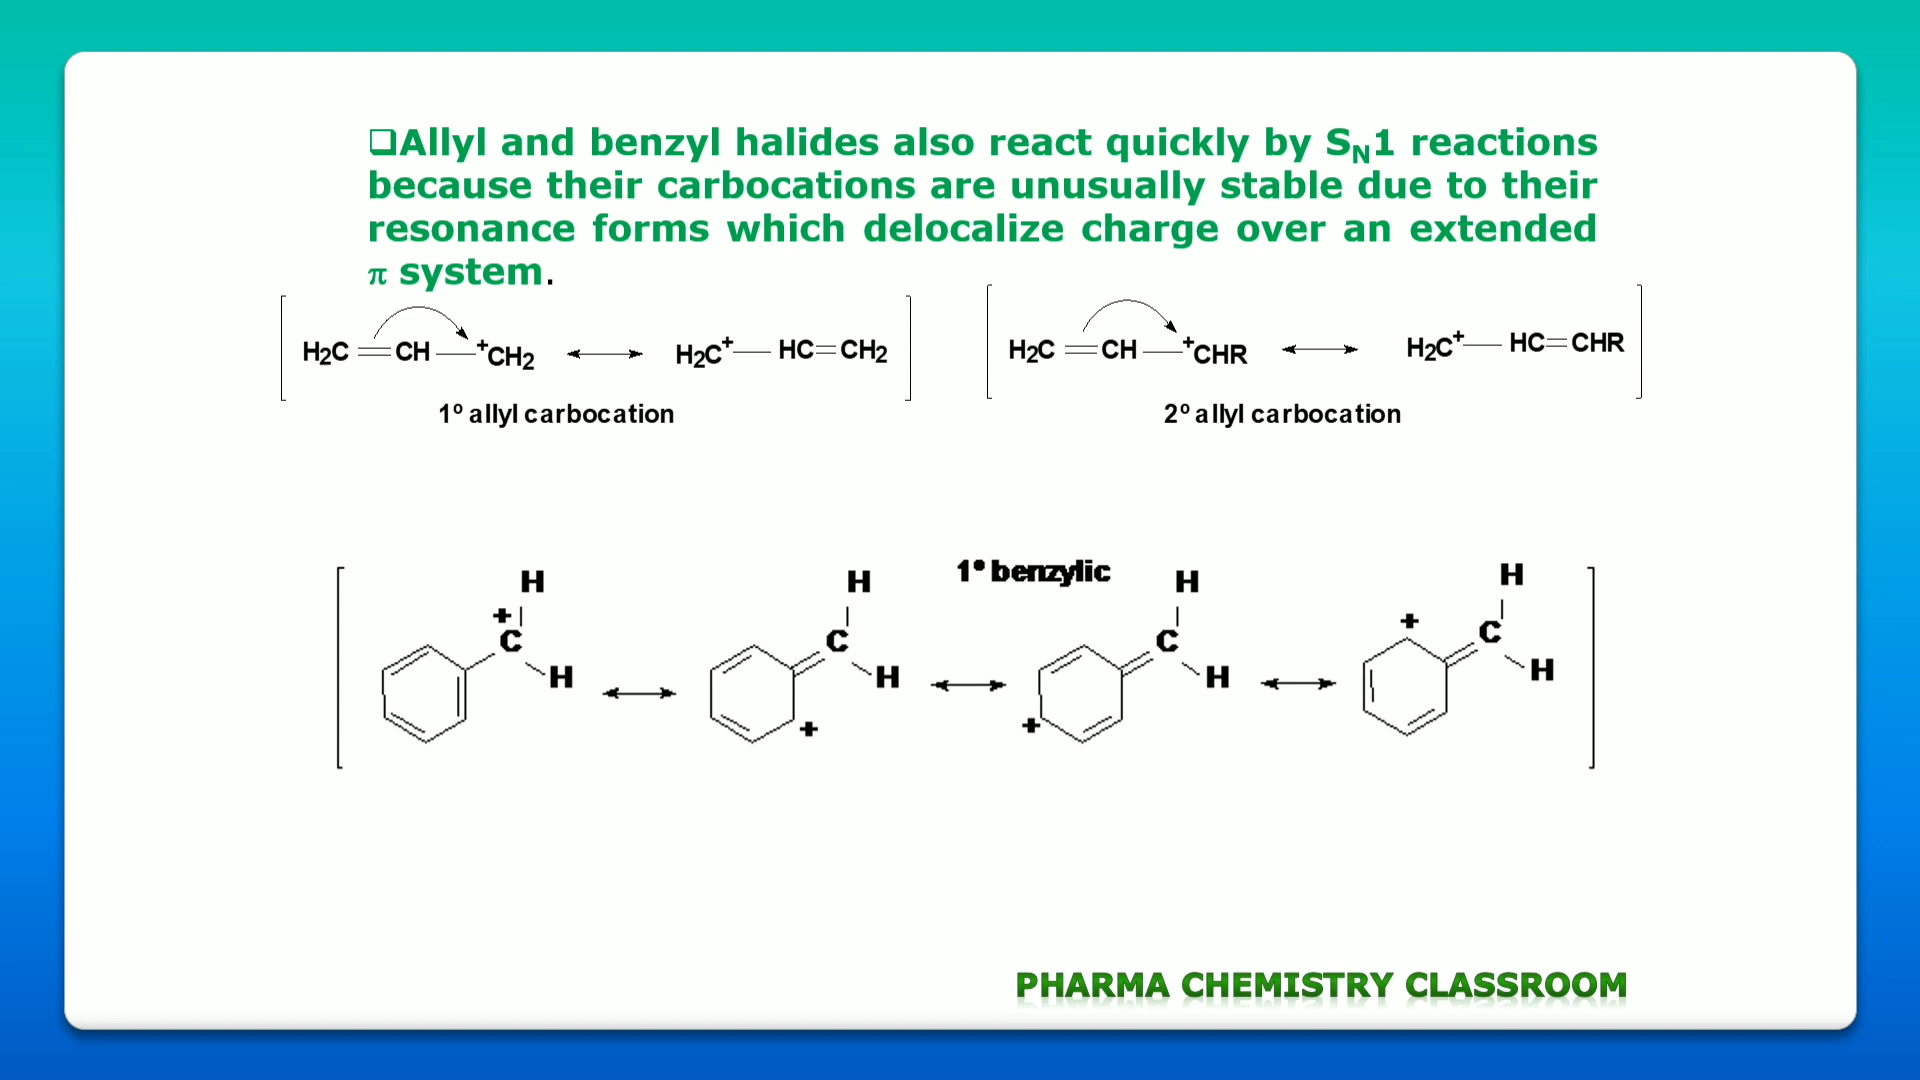 ❑Allyl and benzyl halides also react quickly by SN1 reactions
because their carbocations are unusually stable due to their
resonance forms which delocalize charge over an extended
π system.
H2C=CH—+CH2 ↔ H2C+—HC=CH2
1º allyl carbocation
H2C=CH—+CHR ↔ H2C+—HC=CHR
2º allyl carbocation
1º benzylic
H H H H
+ +
C C C C
H H H H
+ +
PHARMA CHEMISTRY CLASSROOM